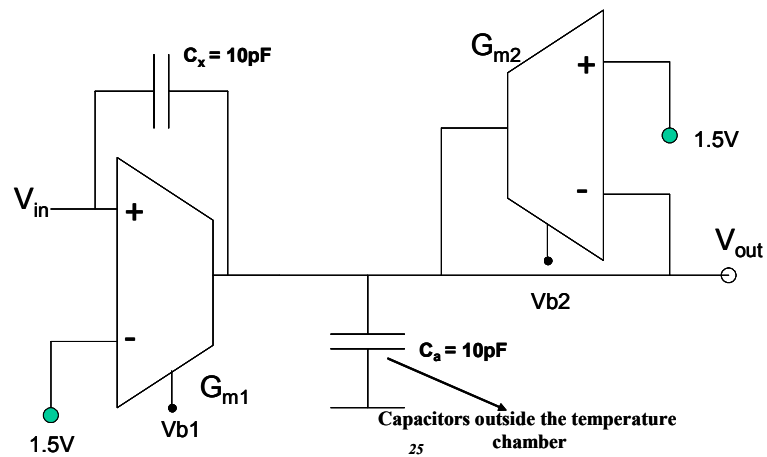 Cx = 10pF
Gm2
+
1.5V
-
Vin
+
Vout
Vb2
-
Ca = 10pF
Gm1
Vb1
1.5V
Capacitors outside the temperature
chamber
25